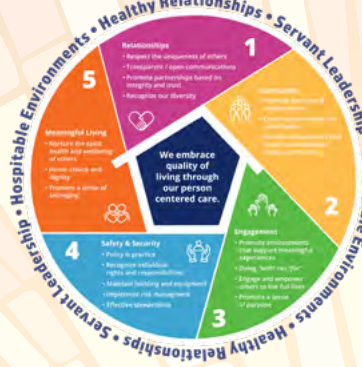 Hospitable Environments • Healthy Relationships • Servant Leadership
Environments • Healthy Relationships • Servant Leadership
1
Relationships
• Respect the uniqueness of others
• Transparent / open communications
• Promote partnerships based on
integrity and trust
• Recognize our diversity
2
3
Engagement
• Promote environments
that support meaningful
experiences
• Doing "with" not "for"
• Engage and empower
others to live full lives
• Promote a sense
of purpose
4
Safety & Security
• Policy in practice
• Recognize individual
rights and responsibilities
• Maintain building and equipment
• Implement risk management
• Effective stewardship
5
Meaningful Living
• Nurture the spirit,
health and wellbeing
of others
• Honor choice and
dignity
• Promote a sense of
belonging
We embrace
quality of
living through
our person
centered care.